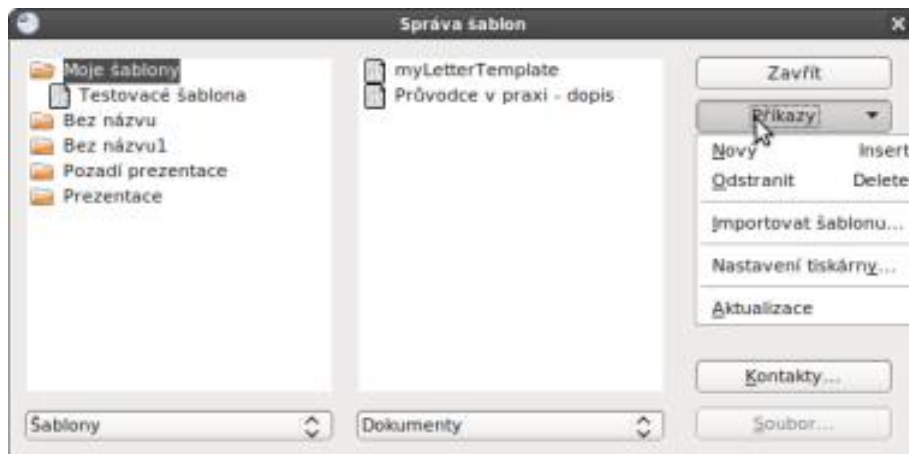 Správa šablon
Moje šablony
Testovacé šablona
Bez názvu
Bez názvu1
Pozadí prezentace
Prezentace
Šablony
myLetterTemplate
Průvodce v praxi - dopis
Dokumenty
Zavřít
Příkazy
Nový Insert
Odstranit Delete
Importovat šablonu...
Nastavení tiskárny...
Aktualizace
Kontakty...
Soubor...